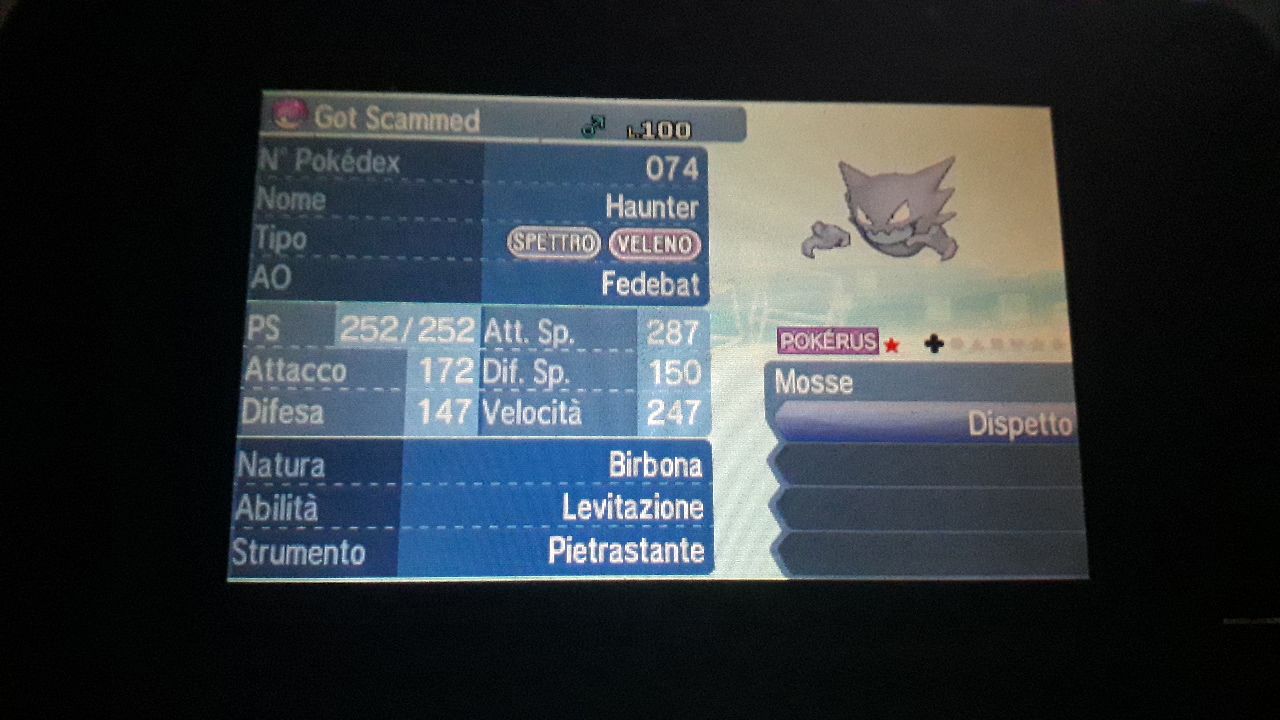 Got Scammed ♂ L.100
N° Pokédex 074
Nome Haunter
Tipo SPETTRO VELENO
AO Fedebat
PS 252/252 Att. Sp. 287
Attacco 172 Dif. Sp. 150
Difesa 147 Velocità 247
Natura Birbona
Abilità Levitazione
Strumento Pietrastante
POKÉRUS
Mosse
Dispetto